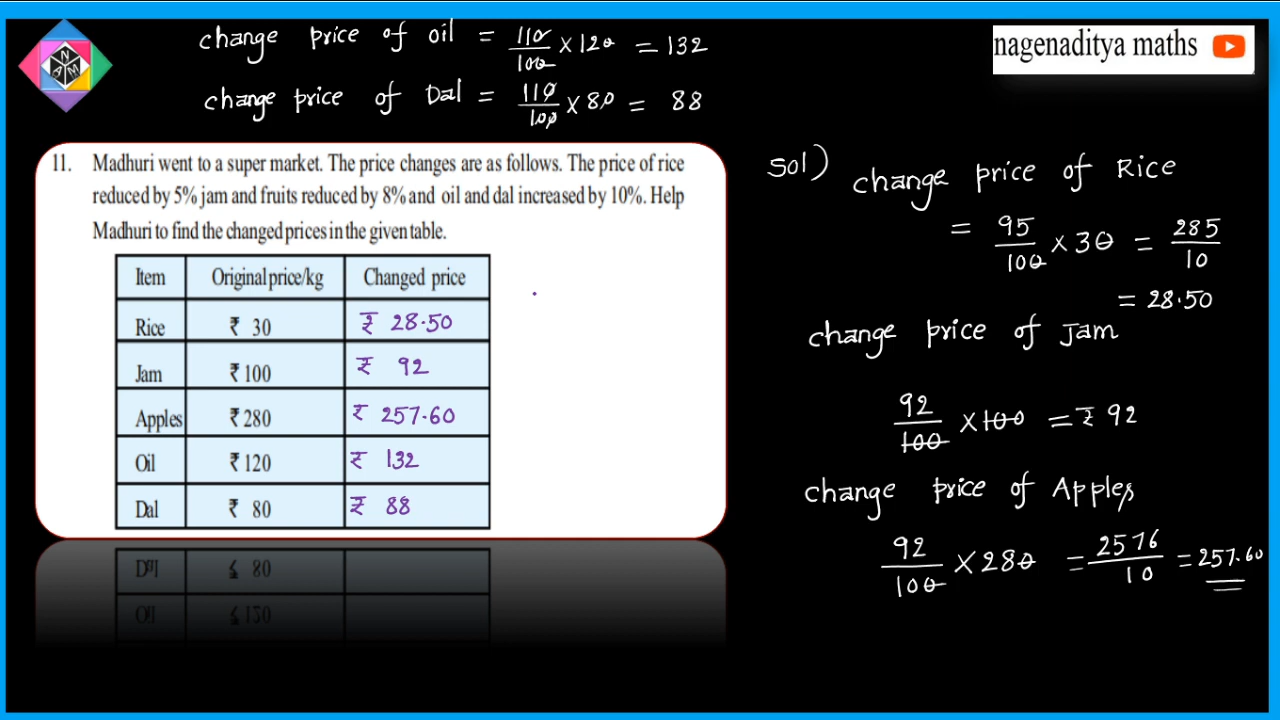 change price of oil = 110/100 × 120 = 132
change price of Dal = 110/100 × 80 = 88
N
A M
nagenaditya maths
11. Madhuri went to a super market. The price changes are as follows. The price of rice
reduced by 5% jam and fruits reduced by 8% and oil and dal increased by 10%. Help
Madhuri to find the changed prices in the given table.
Item Original price/kg Changed price
Rice ₹ 30 ₹ 28.50
Jam ₹ 100 ₹ 92
Apples ₹ 280 ₹ 257.60
Oil ₹ 120 ₹ 132
Dal ₹ 80 ₹ 88
Sol) change price of Rice
= 95/100 × 30 = 285/10
= 28.50
change price of Jam
92/100 × 100 = ₹ 92
change price of Apples
92/100 × 280 = 2576/10 = 257.60